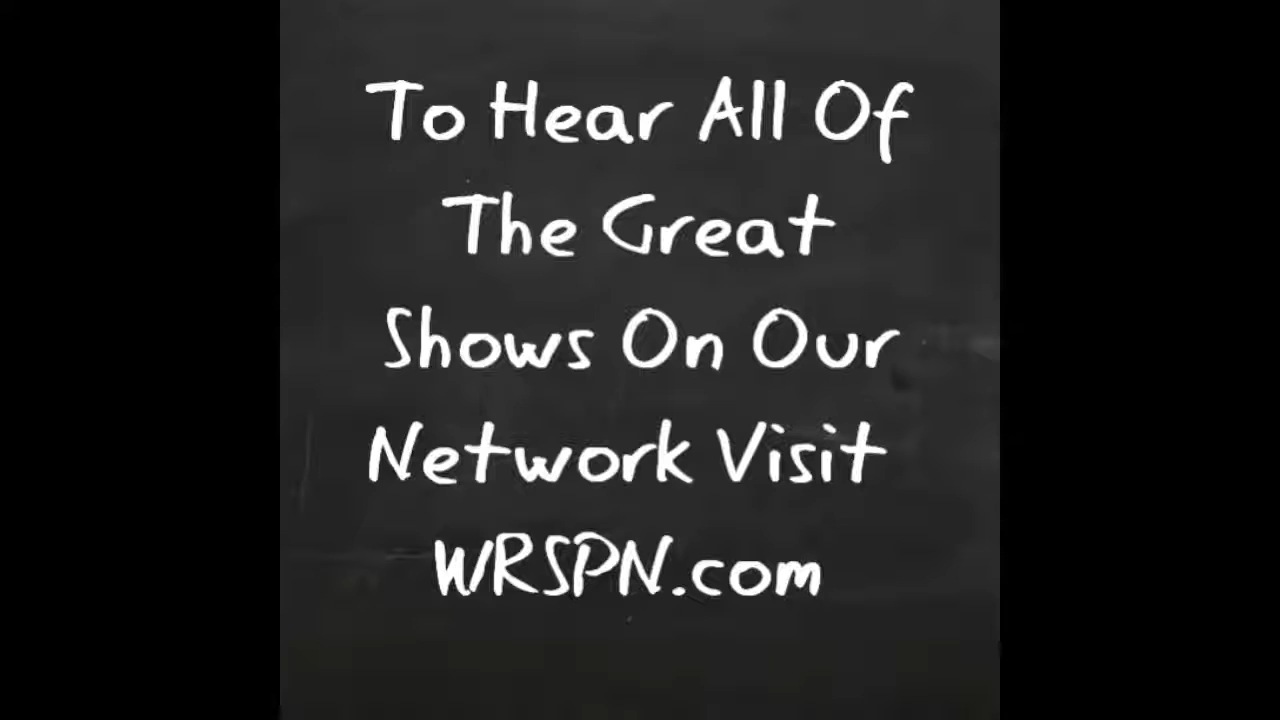 To Hear All Of
The Great
Shows On Our
Network Visit
WRSPN.com